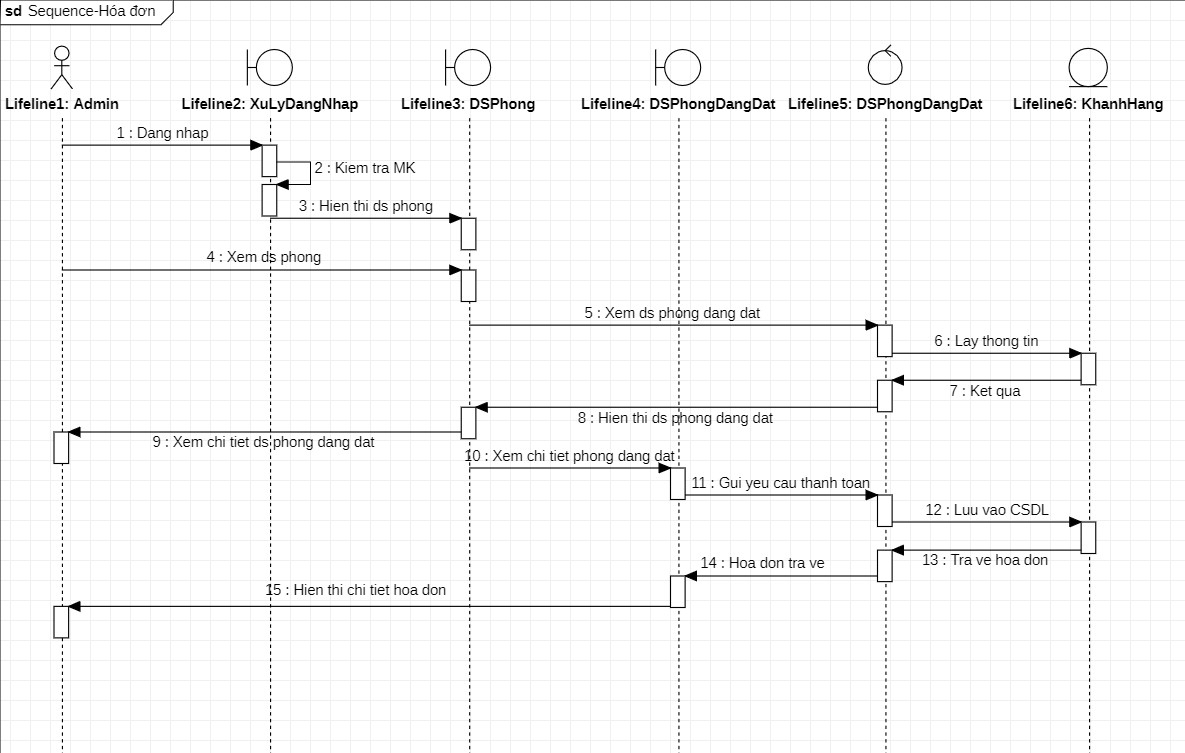 sd Sequence-Hóa đơn
Lifeline1: Admin
Lifeline2: XuLyDangNhap
Lifeline3: DSPhong
Lifeline4: DSPhongDangDat
Lifeline5: DSPhongDangDat
Lifeline6: KhanhHang
1 : Dang nhap
2 : Kiem tra MK
3 : Hien thi ds phong
4 : Xem ds phong
5 : Xem ds phong dang dat
6 : Lay thong tin
7 : Ket qua
8 : Hien thi ds phong dang dat
9 : Xem chi tiet ds phong dang dat
10 : Xem chi tiet phong dang dat
11 : Gui yeu cau thanh toan
12 : Luu vao CSDL
13 : Tra ve hoa don
14 : Hoa don tra ve
15 : Hien thi chi tiet hoa don